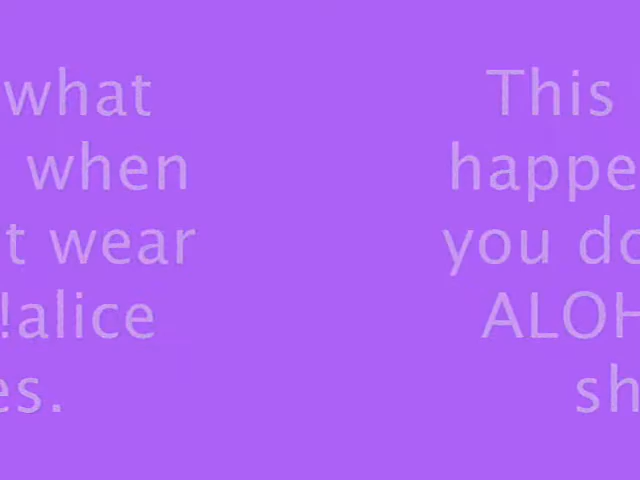 what This
when happe
t wear you do
!alice ALOH
es. sh